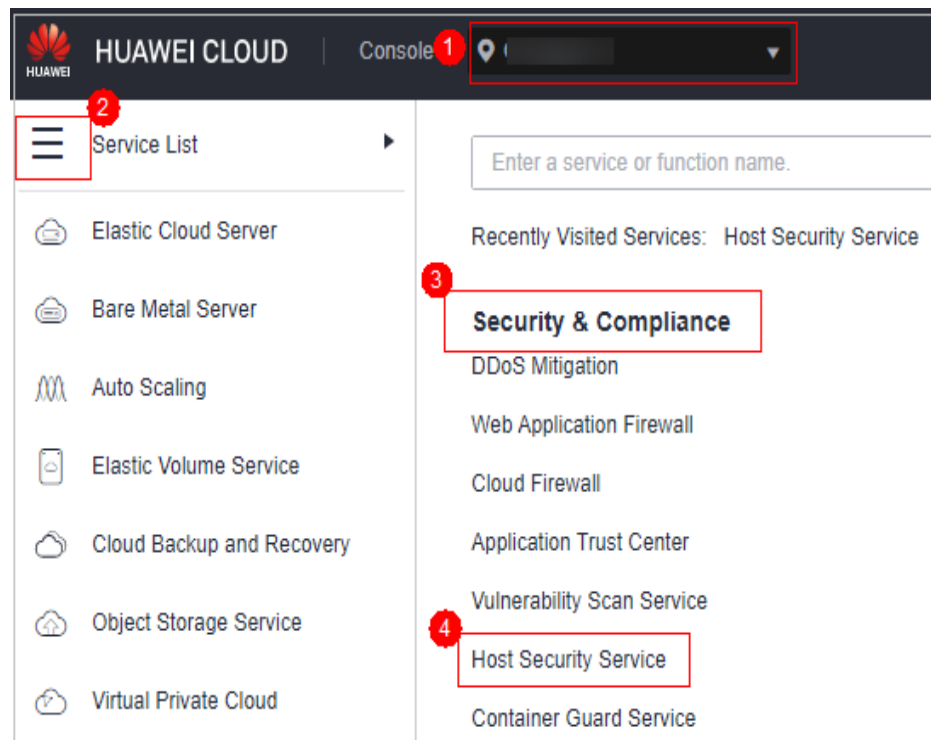 HUAWEI
HUAWEI CLOUD
Console
1
2
Service List
Elastic Cloud Server
Bare Metal Server
Auto Scaling
Elastic Volume Service
Cloud Backup and Recovery
Object Storage Service
Virtual Private Cloud
Enter a service or function name.
Recently Visited Services: Host Security Service
3
Security & Compliance
DDoS Mitigation
Web Application Firewall
Cloud Firewall
Application Trust Center
Vulnerability Scan Service
4
Host Security Service
Container Guard Service